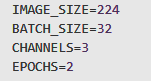 IMAGE_SIZE=224
BATCH_SIZE=32
CHANNELS=3
EPOCHS=2